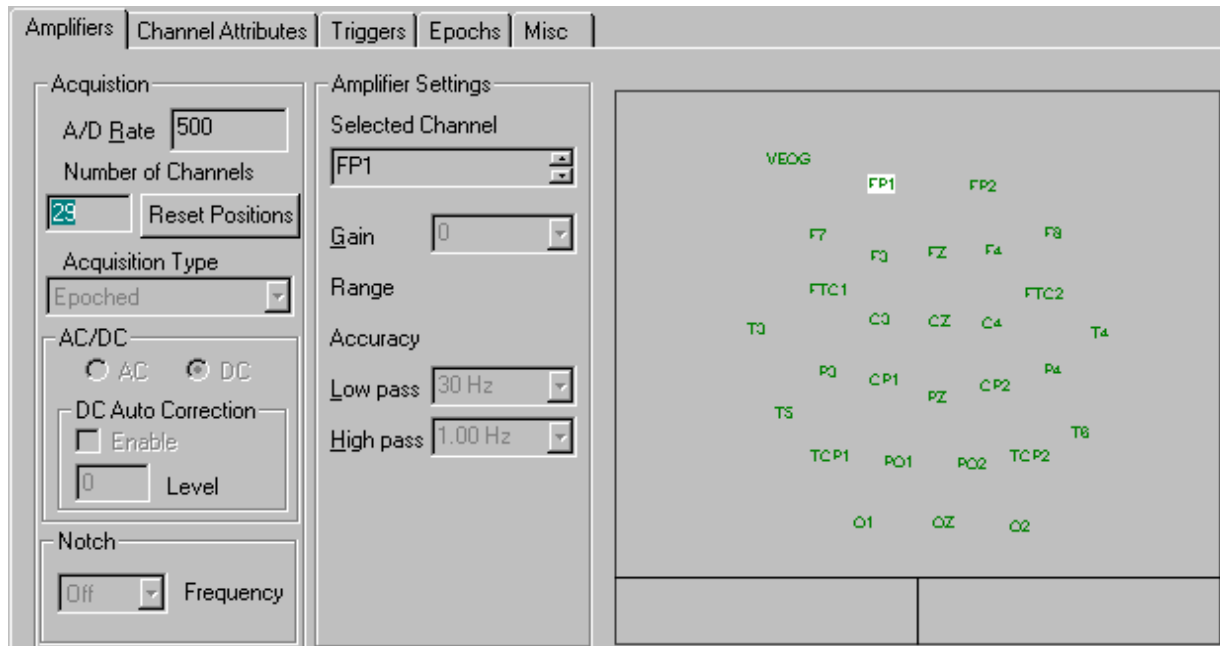 Amplifiers Channel Attributes Triggers Epochs Misc
Acquistion
A/D Rate 500
Number of Channels
29 Reset Positions
Acquisition Type
Epoched
AC/DC
AC DC
DC Auto Correction
Enable
0 Level
Notch
Off Frequency
Amplifier Settings
Selected Channel
FP1
Gain 0
Range
Accuracy
Low pass 30 Hz
High pass 1.00 Hz
VEOG
FP1 FP2
F7 F3 FZ F4 F8
FTC1 FTC2
T3 C3 CZ C4 T4
P3 CP1 PZ CP2 P4
T5 T6
TCP1 PO1 PO2 TCP2
O1 OZ O2